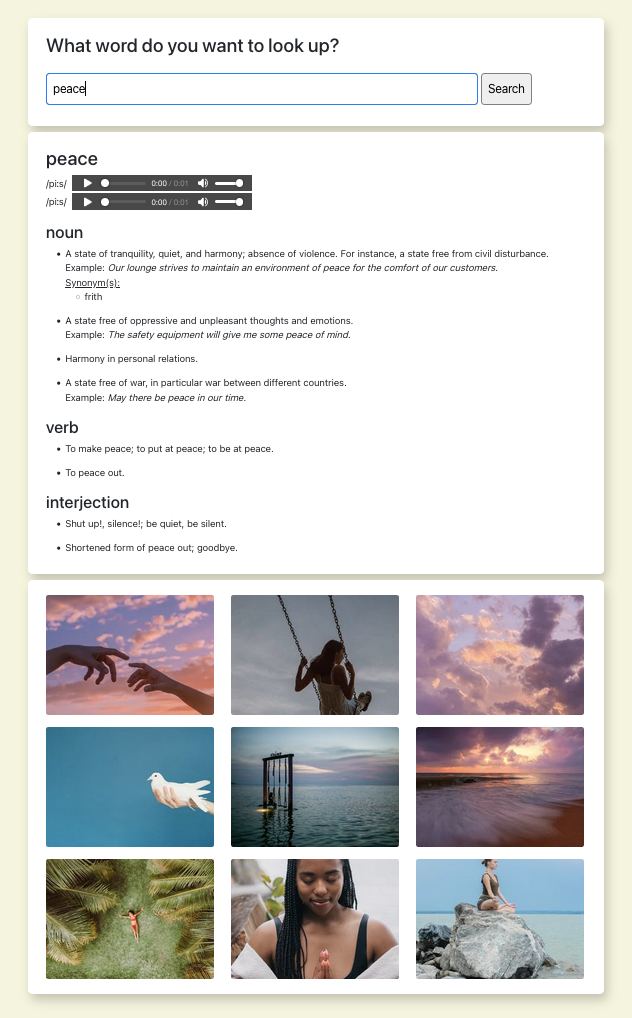 What word do you want to look up?
peace
Search
peace
/piːs/ 0:00 / 0:01
/piːs/ 0:00 / 0:01
noun
• A state of tranquility, quiet, and harmony; absence of violence. For instance, a state free from civil disturbance.
Example: Our lounge strives to maintain an environment of peace for the comfort of our customers.
Synonym(s):
○ frith
• A state free of oppressive and unpleasant thoughts and emotions.
Example: The safety equipment will give me some peace of mind.
• Harmony in personal relations.
• A state free of war, in particular war between different countries.
Example: May there be peace in our time.
verb
• To make peace; to put at peace; to be at peace.
• To peace out.
interjection
• Shut up!, silence!; be quiet, be silent.
• Shortened form of peace out; goodbye.